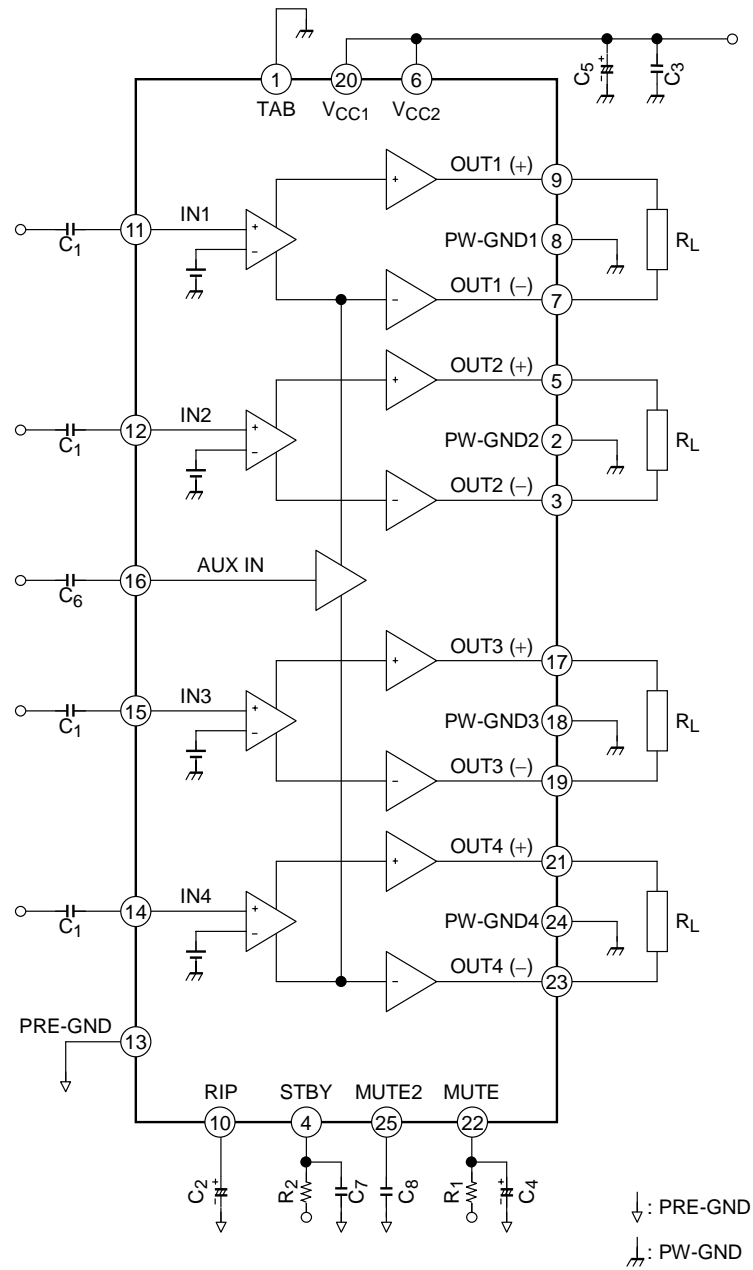 C5
- +
C3
1
20
6
TAB
VCC1
VCC2
OUT1 (+)
+
9
IN1
11
C1
+
−
PW-GND1
8
RL
OUT1 (−)
−
7
OUT2 (+)
+
5
IN2
12
C1
+
−
PW-GND2
2
RL
OUT2 (−)
−
3
AUX IN
16
C6
OUT3 (+)
+
17
IN3
15
C1
+
−
PW-GND3
18
RL
OUT3 (−)
−
19
OUT4 (+)
+
21
IN4
14
C1
+
−
PW-GND4
24
RL
OUT4 (−)
−
23
PRE-GND
13
RIP
STBY
MUTE2
MUTE
10
4
25
22
C2
- +
R2
C7
C8
R1
- +
C4
: PRE-GND
: PW-GND